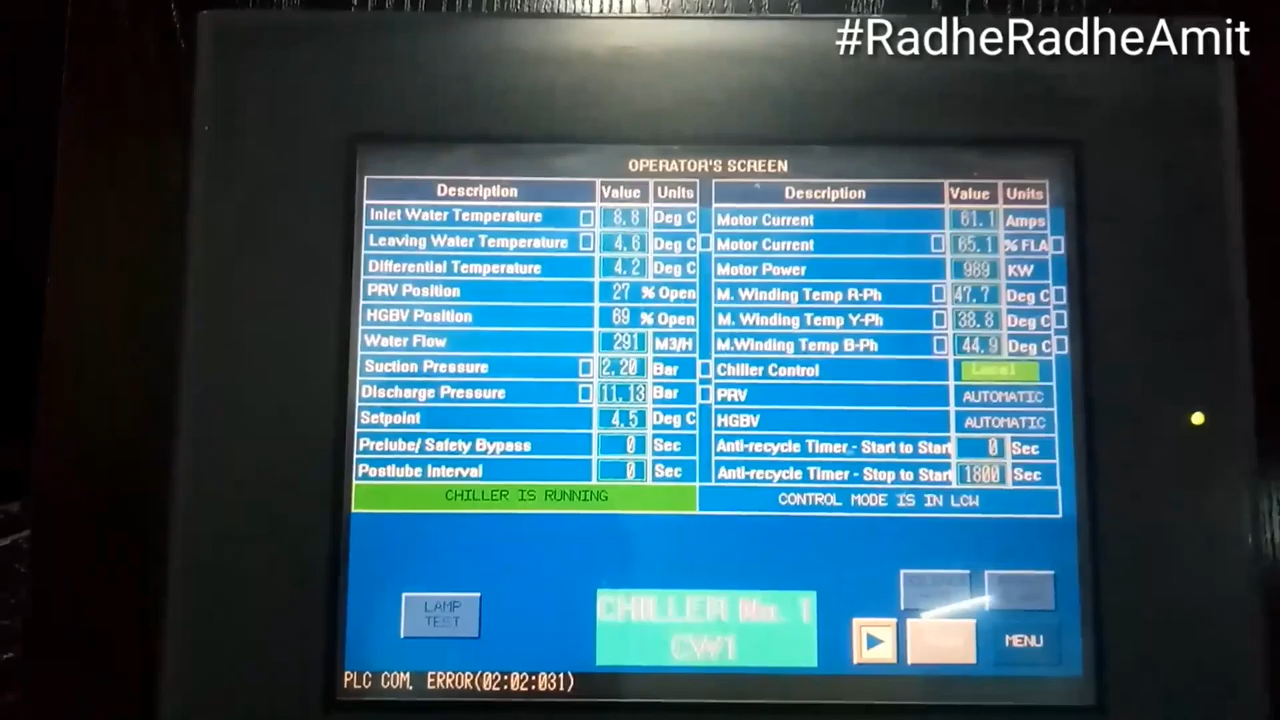 #RadheRadheAmit
OPERATOR'S SCREEN
Description Value Units
Inlet Water Temperature 8.8 Deg C
Leaving Water Temperature 4.6 Deg C
Differential Temperature 4.2 Deg C
PRV Position 27 % Open
HGBV Position 69 % Open
Water Flow 291 M3/H
Suction Pressure 2.20 Bar
Discharge Pressure 11.13 Bar
Setpoint 4.5 Deg C
Prelube/ Safety Bypass 0 Sec
Postlube Interval 0 Sec
CHILLER IS RUNNING
Description Value Units
Motor Current 61.1 Amps
Motor Current 65.1 % FLA
Motor Power 989 KW
M. Winding Temp R-Ph 47.7 Deg C
M. Winding Temp Y-Ph 38.8 Deg C
M.Winding Temp B-Ph 44.9 Deg C
Chiller Control Local
PRV AUTOMATIC
HGBV AUTOMATIC
Anti-recycle Timer - Start to Start 0 Sec
Anti-recycle Timer - Stop to Start 1800 Sec
CONTROL MODE IS IN LCW
LAMP
TEST
CHILLER No. 1
CW1
MENU
PLC COM. ERROR(02:02:031)